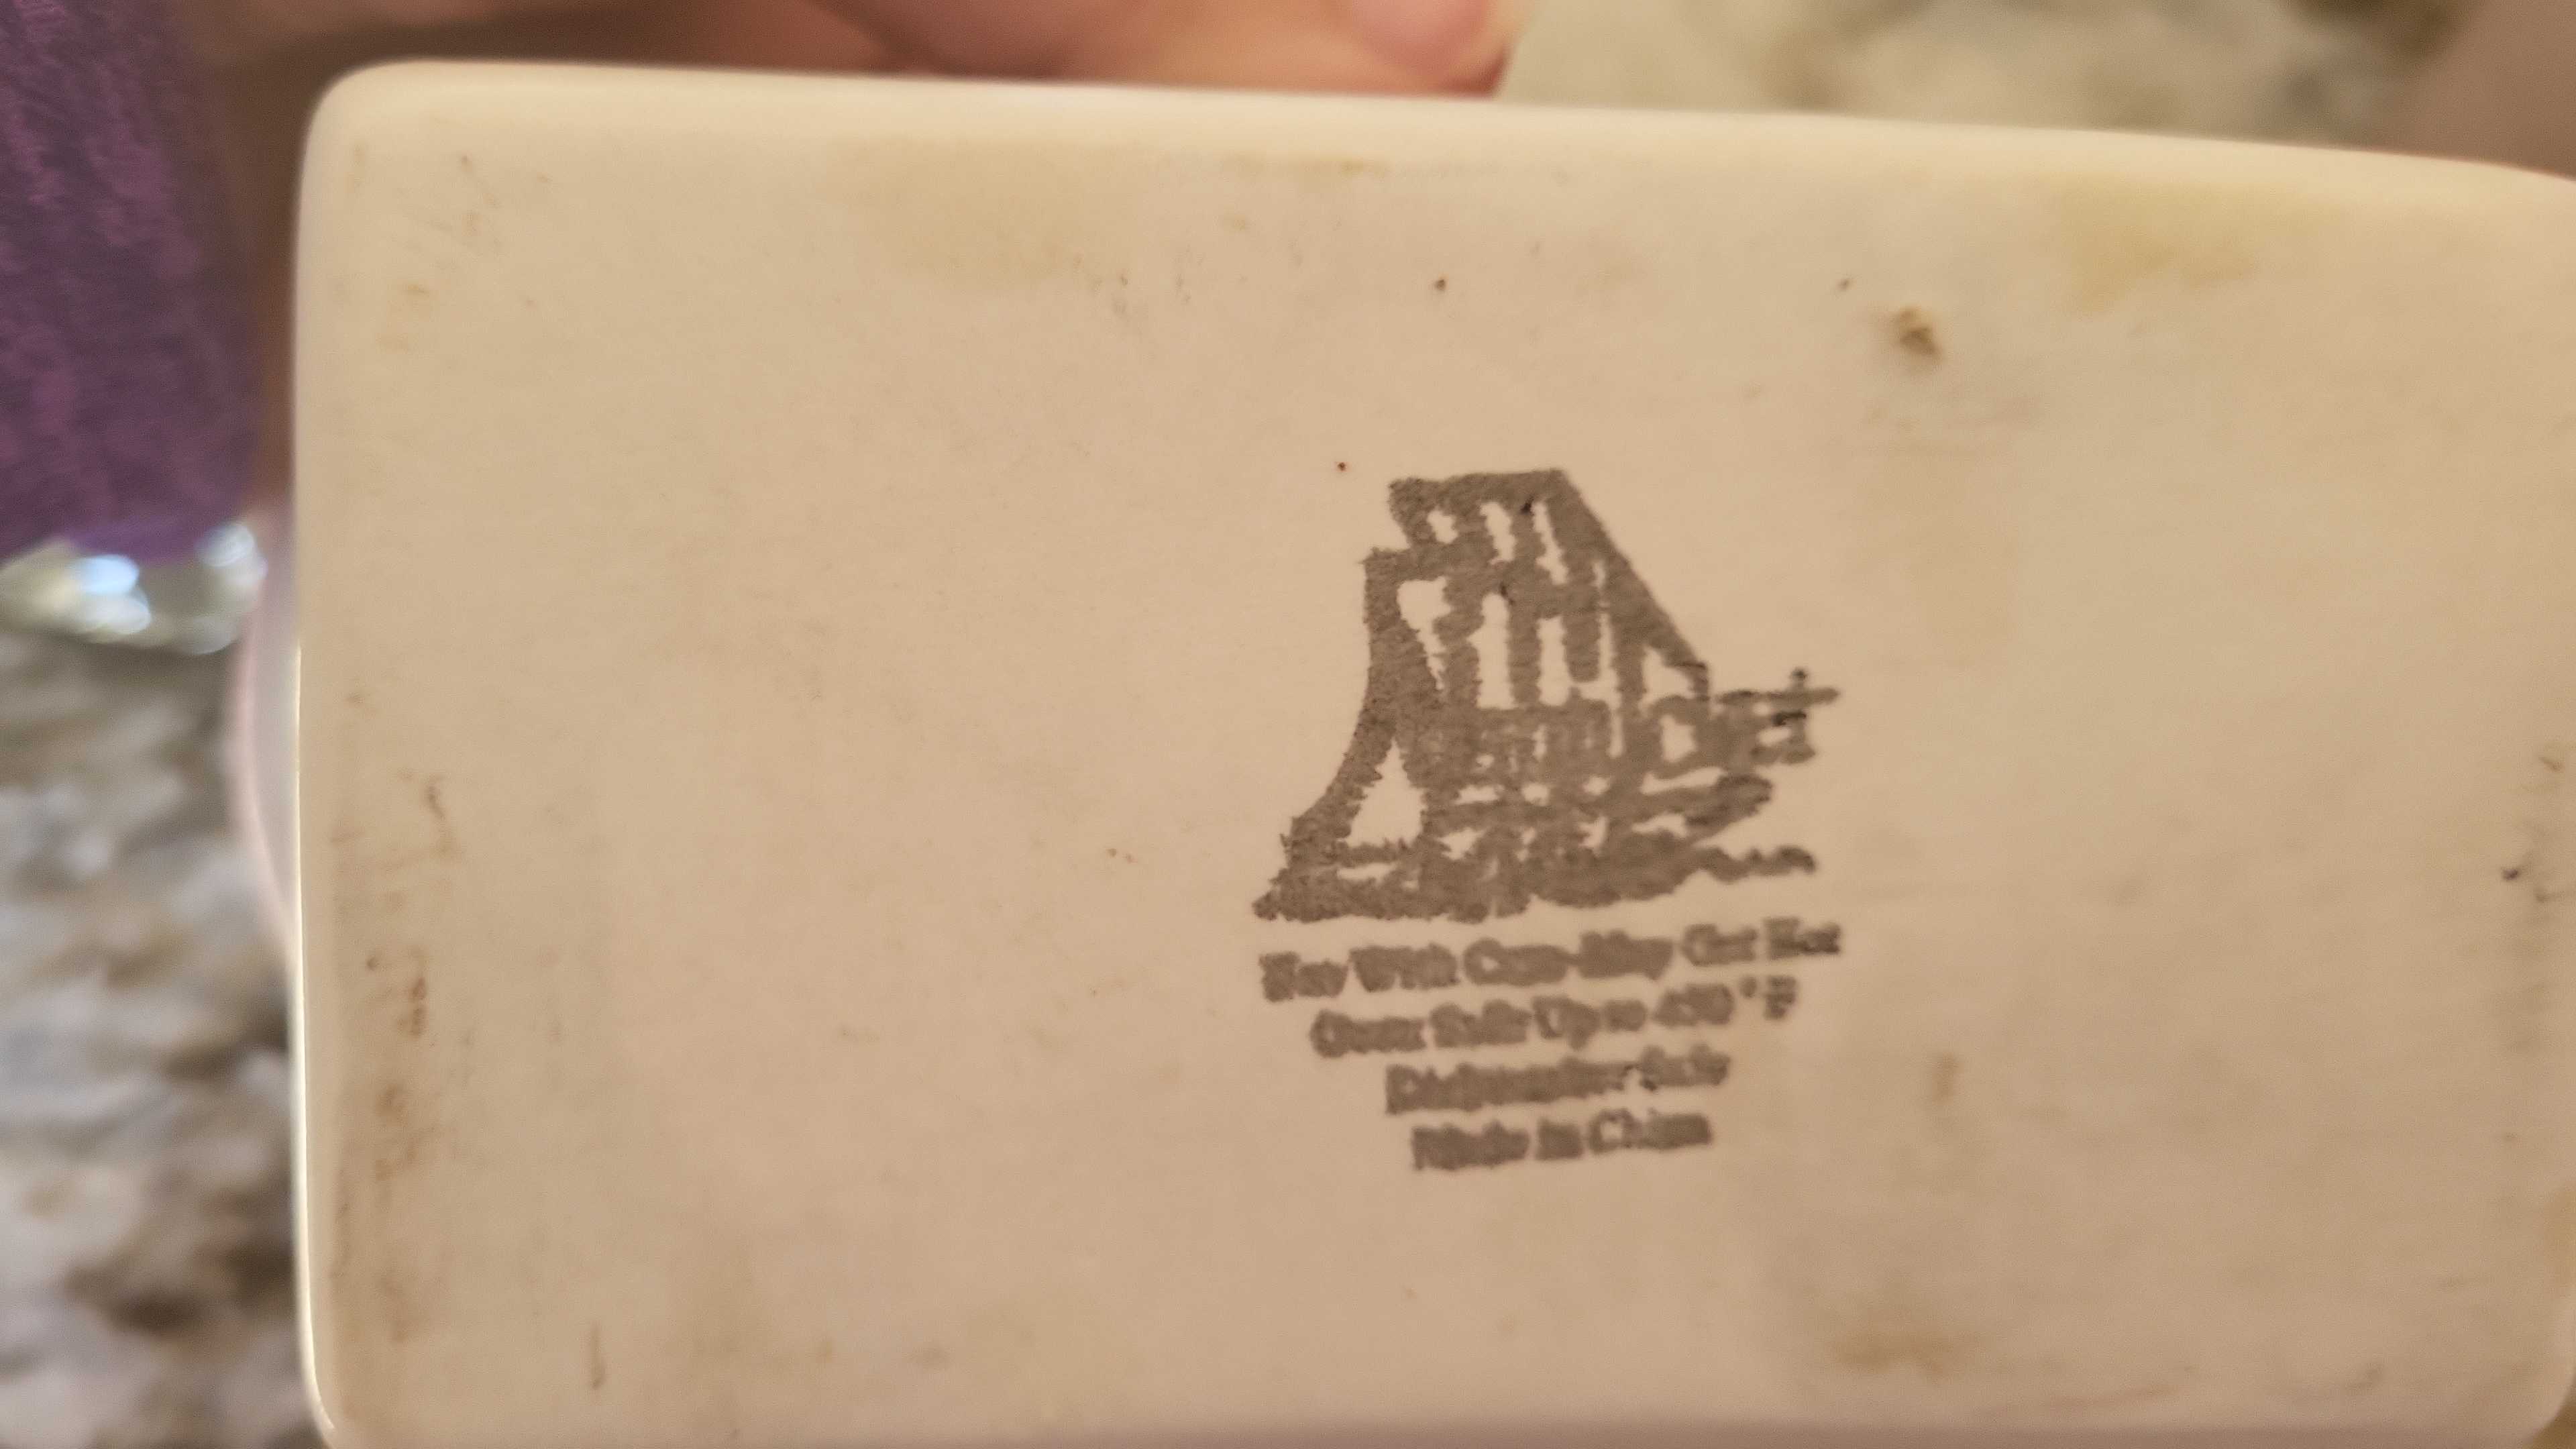 Use With Care-May Get Hot
Oven Safe Up to 450 °F
Dishwasher Safe
Made in China